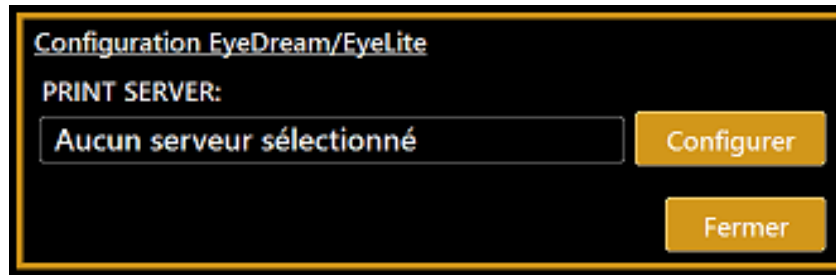 Configuration EyeDream/EyeLite
PRINT SERVER:
Aucun serveur sélectionné
Configurer
Fermer